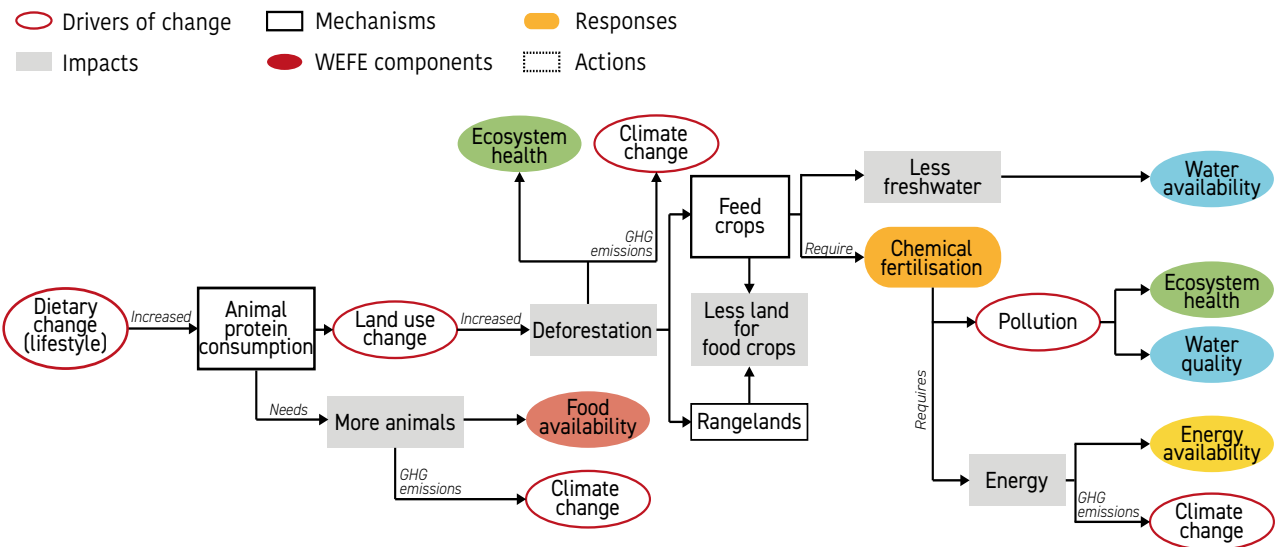 Drivers of change
Mechanisms
Responses
Impacts
WEFE components
Actions
Ecosystem
health
Climate
change
GHG
emissions
Feed
crops
Less
freshwater
Water
availability
Require
Chemical
fertilisation
Dietary
change
(lifestyle)
Increased
Animal
protein
consumption
Land use
change
Increased
Deforestation
Less land
for
food crops
Rangelands
Pollution
Ecosystem
health
Water
quality
Needs
More animals
Food
availability
GHG
emissions
Climate
change
Requires
Energy
Energy
availability
GHG
emissions
Climate
change